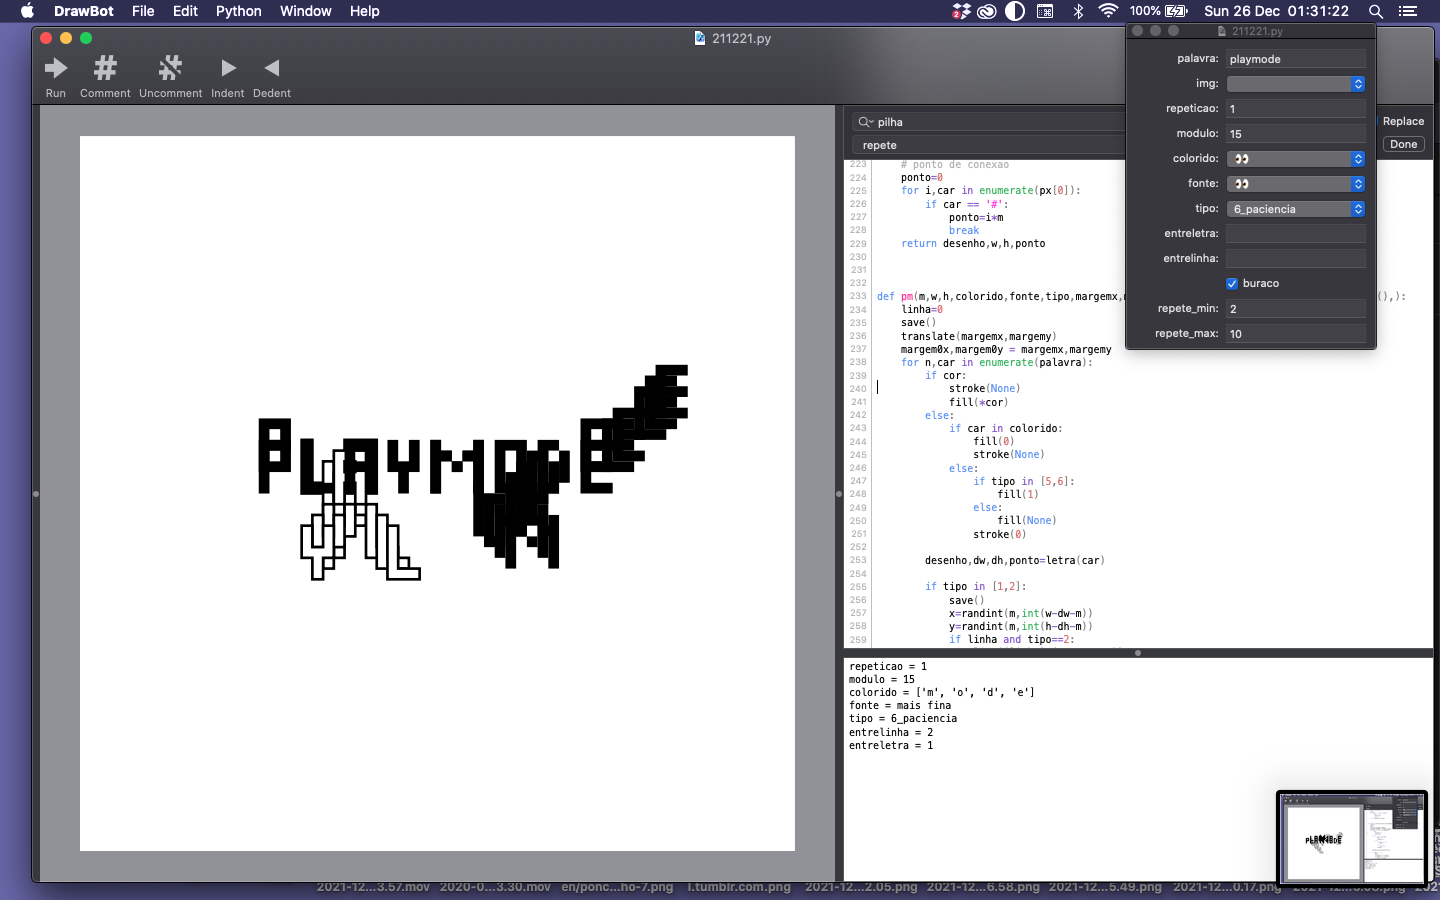 DrawBot File Edit Python Window Help
2
100% Sun 26 Dec 01:31:22
211221.py
Run Comment Uncomment Indent Dedent
211221.py
palavra: playmode
img:
repeticao: 1
modulo: 15
colorido: 👀
fonte: 👀
tipo: 6_paciencia
entreletra:
entrelinha:
buraco
repete_min: 2
repete_max: 10
pilha
Replace
repete
Done
PLAYMODE
223 # ponto de conexao
224 ponto=0
225 for i,car in enumerate(px[0]):
226 if car == '#':
227 ponto=i*m
228 break
229 return desenho,w,h,ponto
230
231
232
233 def pm(m,w,h,colorido,fonte,tipo,margemx, (),):
234 linha=0
235 save()
236 translate(margemx,margemy)
237 margem0x,margem0y = margemx,margemy
238 for n,car in enumerate(palavra):
239 if cor:
240 stroke(None)
241 fill(*cor)
242 else:
243 if car in colorido:
244 fill(0)
245 stroke(None)
246 else:
247 if tipo in [5,6]:
248 fill(1)
249 else:
250 fill(None)
251 stroke(0)
252
253 desenho,dw,dh,ponto=letra(car)
254
255 if tipo in [1,2]:
256 save()
257 x=randint(m,int(w-dw-m))
258 y=randint(m,int(h-dh-m))
259 if linha and tipo==2:
repeticao = 1
modulo = 15
colorido = ['m', 'o', 'd', 'e']
fonte = mais fina
tipo = 6_paciencia
entrelinha = 2
entreletra = 1
PLAYMODE
2021-12...3.57.mov 2020-0...3.30.mov en/ponc...ho-7.png l.tumblr.com.png 2021-12...2.05.png 2021-12...6.58.png 2021-12...5.49.png 2021-12...0.17.png